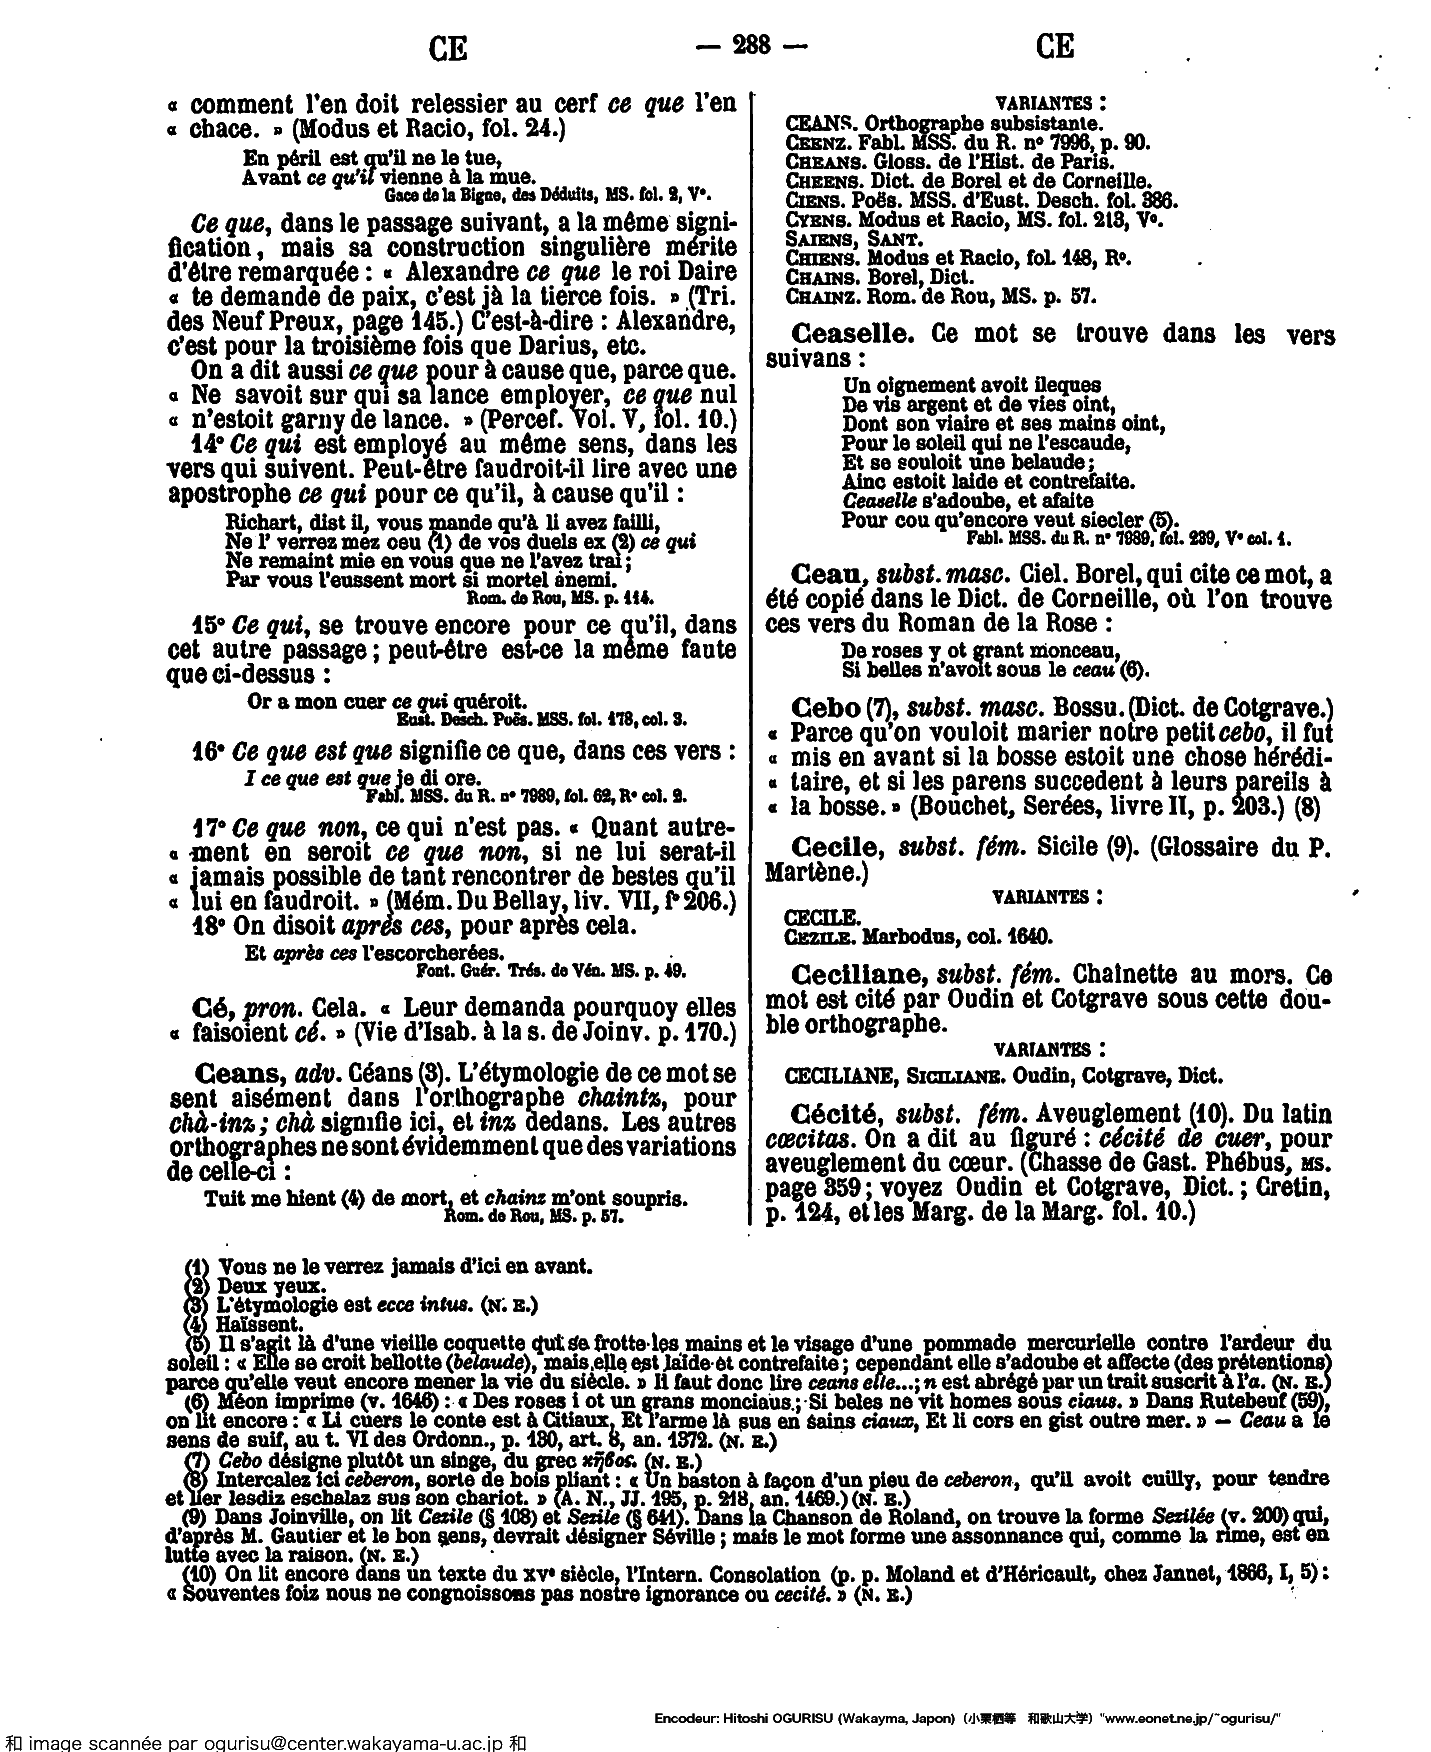 CE
— 288 —
CE
« comment l'en doit relessier au cerf ce que l'en
« chace. » (Modus et Racio, fol. 24.)
En péril est qu'il ne le tue,
Avant ce qu'il vienne à la mue.
Gace de la Bigne, des Déduits, MS. fol. 2, V°.
Ce que, dans le passage suivant, a la même signi-
fication, mais sa construction singulière mérite
d'être remarquée : « Alexandre ce que le roi Daire
« te demande de paix, c'est jà la tierce fois. » (Tri.
des Neuf Preux, page 145.) C'est-à-dire : Alexandre,
c'est pour la troisième fois que Darius, etc.
On a dit aussi ce que pour à cause que, parce que.
« Ne savoit sur qui sa lance employer, ce que nul
« n'estoit garny de lance. » (Percef. Vol. V, fol. 10.)
14° Ce qui est employé au même sens, dans les
vers qui suivent. Peut-être faudroit-il lire avec une
apostrophe ce qui pour ce qu'il, à cause qu'il :
Richart, dist il, vous mande qu'à li avez failli,
Ne l' verrez mez ceu (1) de vos duels ex (2) ce qui
Ne remaint mie en vous que ne l'avez trai ;
Par vous l'eussent mort si mortel anemi.
Rom. de Rou, MS. p. 114.
15° Ce qui, se trouve encore pour ce qu'il, dans
cet autre passage ; peut-être est-ce la même faute
que ci-dessus :
Or a mon cuer ce qui quéroit.
Eust. Desch. Poës. MSS. fol. 178, col. 3.
16° Ce que est que signifie ce que, dans ces vers :
I ce que est que je di ore.
Fabl. MSS. du R. n° 7989, fol. 62, R° col. 2.
17° Ce que non, ce qui n'est pas. « Quant autre-
« ment en seroit ce que non, si ne lui serat-il
« jamais possible de tant rencontrer de bestes qu'il
« lui en faudroit. » (Mém. Du Bellay, liv. VII, f° 206.)
18° On disoit après ces, pour après cela.
Et après ces l'escorcherées.
Font. Guér. Trés. de Vén. MS. p. 49.
Cé, pron. Cela. « Leur demanda pourquoy elles
« faisoient cé. » (Vie d'Isab. à la s. de Joinv. p. 170.)
Ceans, adv. Céans (3). L'étymologie de ce mot se
sent aisément dans l'orthographe chaintz, pour
chà-inz ; chà signifie ici, et inz dedans. Les autres
orthographes ne sont évidemment que des variations
de celle-ci :
Tuit me hient (4) de mort, et chainz m'ont soupris.
Rom. de Rou, MS. p. 57.
VARIANTES :
CEANS. Orthographe subsistante.
CEENZ. Fabl. MSS. du R. n° 7996, p. 90.
CHEANS. Gloss. de l'Hist. de Paris.
CHEENS. Dict. de Borel et de Corneille.
CIENS. Poës. MSS. d'Eust. Desch. fol. 386.
CYENS. Modus et Racio, MS. fol. 213, V°.
SAIENS, SANT.
CHIENS. Modus et Racio, fol. 148, R°.
CHAINS. Borel, Dict.
CHAINZ. Rom. de Rou, MS. p. 57.
Ceaselle. Ce mot se trouve dans les vers
suivans :
Un oignement avoit ileques
De vis argent et de vies oint,
Dont son viaire et ses mains oint,
Pour le soleil qui ne l'escaude,
Et se souloit une belaude ;
Ainc estoit laide et contrefaite.
Ceaselle s'adoube, et afaite
Pour cou qu'encore veut siecler (5).
Fabl. MSS. du R. n° 7989, fol. 239, V° col. 1.
Ceau, subst. masc. Ciel. Borel, qui cite ce mot, a
été copié dans le Dict. de Corneille, où l'on trouve
ces vers du Roman de la Rose :
De roses y ot grant monceau,
Si belles n'avoit sous le ceau (6).
Cebo (7), subst. masc. Bossu. (Dict. de Cotgrave.)
« Parce qu'on vouloit marier notre petit cebo, il fut
« mis en avant si la bosse estoit une chose hérédi-
« taire, et si les parens succedent à leurs pareils à
« la bosse. » (Bouchet, Serées, livre II, p. 203.) (8)
Cecile, subst. fém. Sicile (9). (Glossaire du P.
Martène.)
VARIANTES :
CECILE.
CEZILE. Marbodus, col. 1640.
Ceciliane, subst. fém. Chaînette au mors. Ce
mot est cité par Oudin et Cotgrave sous cette dou-
ble orthographe.
VARIANTES :
CECILIANE, SICILIANE. Oudin, Cotgrave, Dict.
Cécité, subst. fém. Aveuglement (10). Du latin
cœcitas. On a dit au figuré : cécité de cuer, pour
aveuglement du cœur. (Chasse de Gast. Phébus, MS.
page 359 ; voyez Oudin et Cotgrave, Dict. ; Cretin,
p. 124, et les Marg. de la Marg. fol. 10.)
(1) Vous ne le verrez jamais d'ici en avant.
(2) Deux yeux.
(3) L'étymologie est ecce intus. (N. E.)
(4) Haïssent.
(5) Il s'agit là d'une vieille coquette qui se frotte les mains et le visage d'une pommade mercurielle contre l'ardeur du
soleil : « Elle se croit bellotte (belaude), mais elle est laide et contrefaite ; cependant elle s'adoube et affecte (des prétentions)
parce qu'elle veut encore mener la vie du siècle. » Il faut donc lire ceans elle...; n est abrégé par un trait suscrit à l'a. (N. E.)
(6) Méon imprime (v. 1646) : « Des roses i ot un grans monciaus ; Si beles ne vit homes sous ciaus. » Dans Rutebeuf (59),
on lit encore : « Li cuers le conte est à Citiaux, Et l'arme là sus en sains ciaux, Et li cors en gist outre mer. » — Ceau a le
sens de suif, au t. VI des Ordonn., p. 130, art. 8, an. 1372. (N. E.)
(7) Cebo désigne plutôt un singe, du grec κῆβος. (N. E.)
(8) Intercalez ici ceberon, sorte de bois pliant : « Un baston à façon d'un pieu de ceberon, qu'il avoit cuilly, pour tendre
et lier lesdiz eschalaz sus son chariot. » (A. N., JJ. 195, p. 218, an. 1469.) (N. E.)
(9) Dans Joinville, on lit Cezile (§ 108) et Sezile (§ 641). Dans la Chanson de Roland, on trouve la forme Sezilée (v. 200) qui,
d'après M. Gautier et le bon sens, devrait désigner Séville ; mais le mot forme une assonnance qui, comme la rime, est en
lutte avec la raison. (N. E.)
(10) On lit encore dans un texte du XV° siècle, l'Intern. Consolation (p. p. Moland et d'Héricault, chez Jannet, 1866, I, 5) :
« Souventes foiz nous ne congnoissons pas nostre ignorance ou cecité. » (N. E.)
Encodeur: Hitoshi OGURISU (Wakayma, Japon) (小栗栖等 和歌山大学) "www.eonet.ne.jp/~ogurisu/"
和 image scannée par ogurisu@center.wakayama-u.ac.jp 和